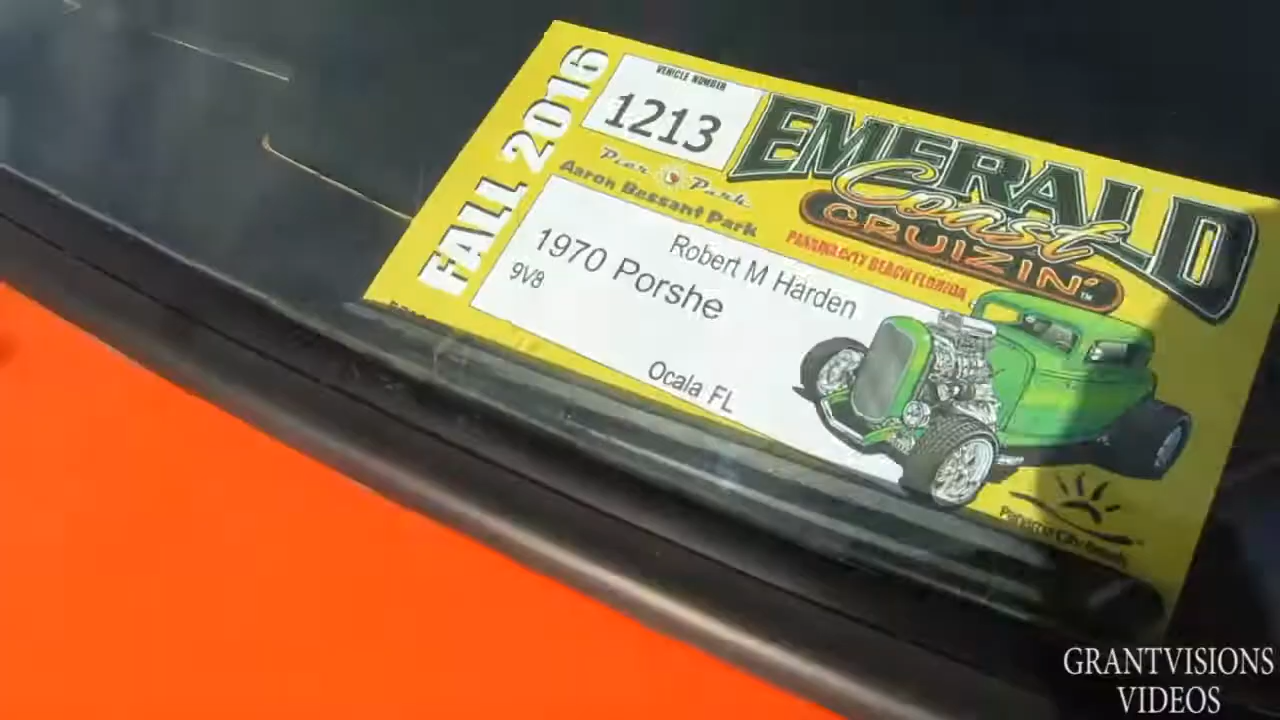 FALL 2016
VEHICLE NUMBER
1213
Pier Park
Aaron Bessant Park
EMERALD
Coast
CRUIZIN'™
PANAMA CITY BEACH FLORIDA
Robert M Harden
1970 Porshe
9V8
Ocala FL
Panama City Beach
GRANTVISIONS
VIDEOS